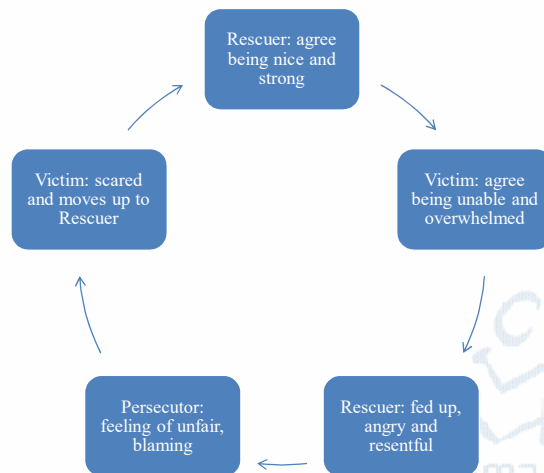 Rescuer: agree
being nice and
strong
Victim: agree
being unable and
overwhelmed
Rescuer: fed up,
angry and
resentful
Persecutor:
feeling of unfair,
blaming
Victim: scared
and moves up to
Rescuer